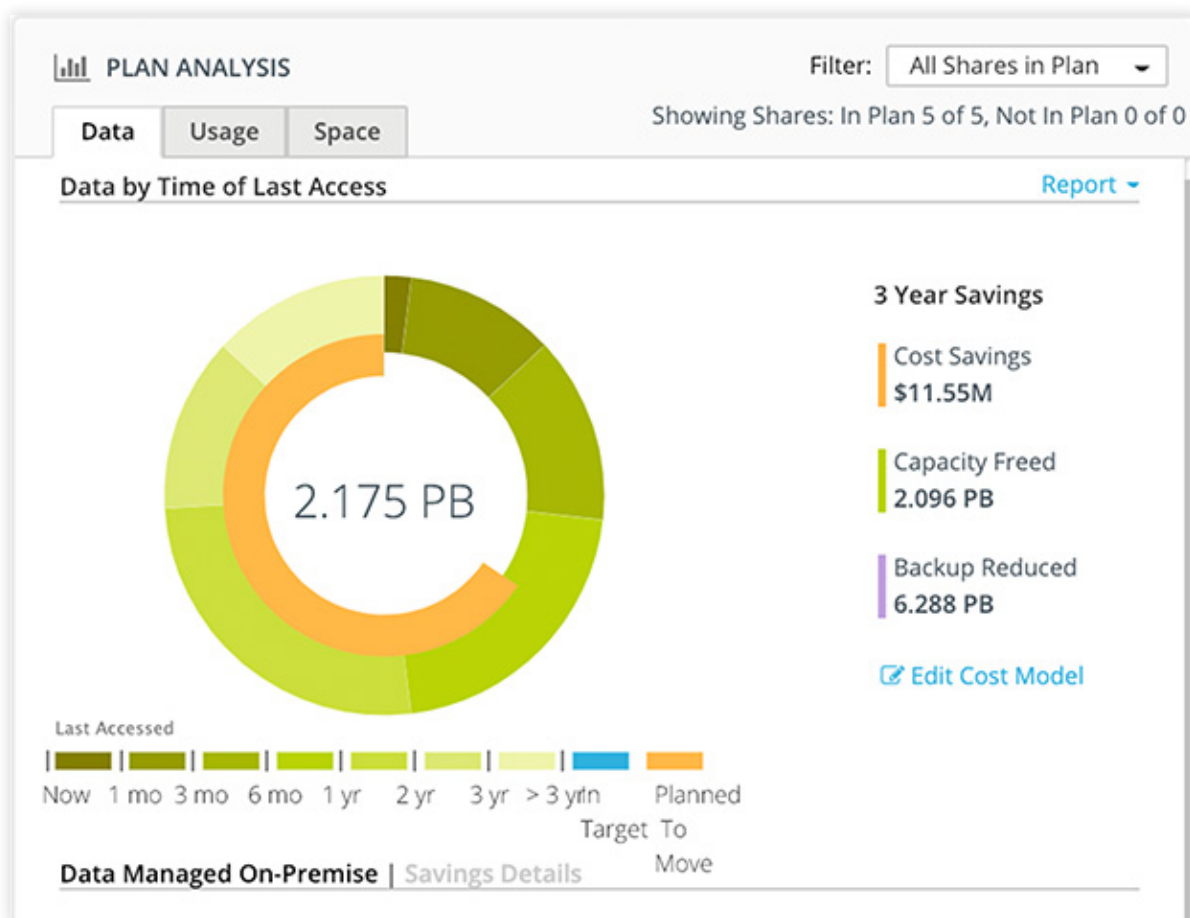 PLAN ANALYSIS
Filter: All Shares in Plan
Data Usage Space
Showing Shares: In Plan 5 of 5, Not In Plan 0 of 0
Data by Time of Last Access
Report
3 Year Savings
Cost Savings
$11.55M
2.175 PB
Capacity Freed
2.096 PB
Backup Reduced
6.288 PB
Edit Cost Model
Last Accessed
Now 1 mo 3 mo 6 mo 1 yr 2 yr 3 yr > 3 yr In Target Planned To Move
Data Managed On-Premise | Savings Details